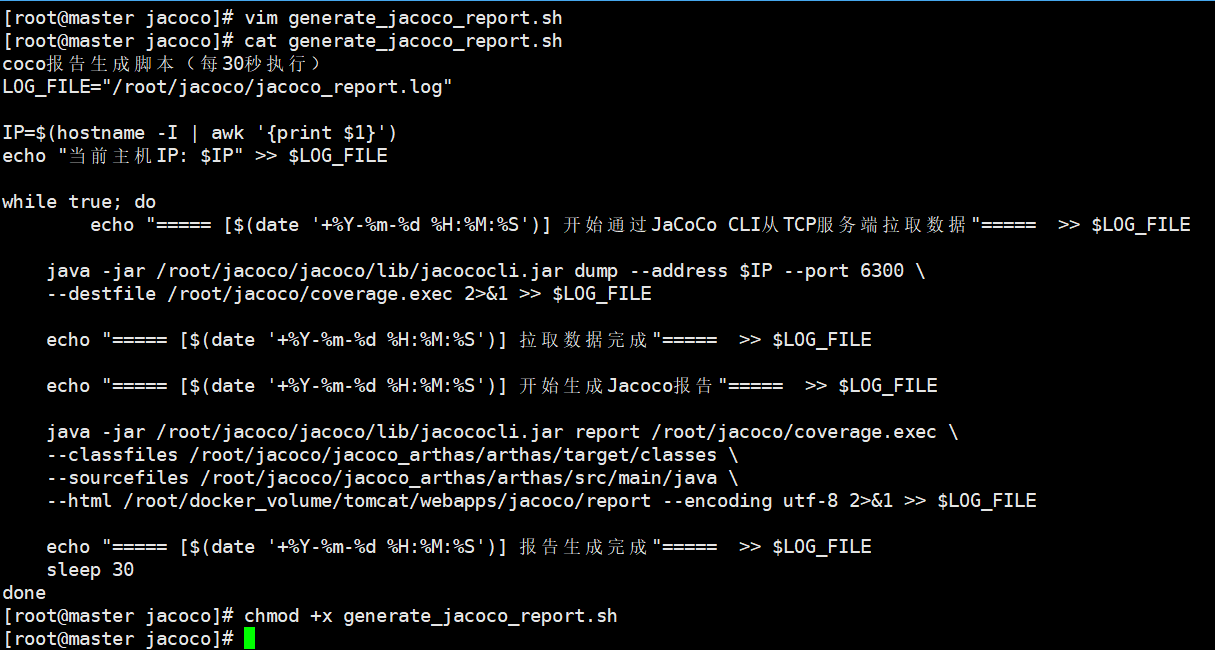 [root@master jacoco]# vim generate_jacoco_report.sh
[root@master jacoco]# cat generate_jacoco_report.sh
coco报告生成脚本（每30秒执行）
LOG_FILE="/root/jacoco/jacoco_report.log"
IP=$(hostname -I | awk '{print $1}')
echo "当前主机IP: $IP" >> $LOG_FILE
while true; do
echo "===== [$(date '+%Y-%m-%d %H:%M:%S')] 开始通过JaCoCo CLI从TCP服务端拉取数据"===== >> $LOG_FILE
java -jar /root/jacoco/jacoco/lib/jacococli.jar dump --address $IP --port 6300 \
--destfile /root/jacoco/coverage.exec 2>&1 >> $LOG_FILE
echo "===== [$(date '+%Y-%m-%d %H:%M:%S')] 拉取数据完成"===== >> $LOG_FILE
echo "===== [$(date '+%Y-%m-%d %H:%M:%S')] 开始生成Jacoco报告"===== >> $LOG_FILE
java -jar /root/jacoco/jacoco/lib/jacococli.jar report /root/jacoco/coverage.exec \
--classfiles /root/jacoco/jacoco_arthas/arthas/target/classes \
--sourcefiles /root/jacoco/jacoco_arthas/arthas/src/main/java \
--html /root/docker_volume/tomcat/webapps/jacoco/report --encoding utf-8 2>&1 >> $LOG_FILE
echo "===== [$(date '+%Y-%m-%d %H:%M:%S')] 报告生成完成"===== >> $LOG_FILE
sleep 30
done
[root@master jacoco]# chmod +x generate_jacoco_report.sh
[root@master jacoco]#